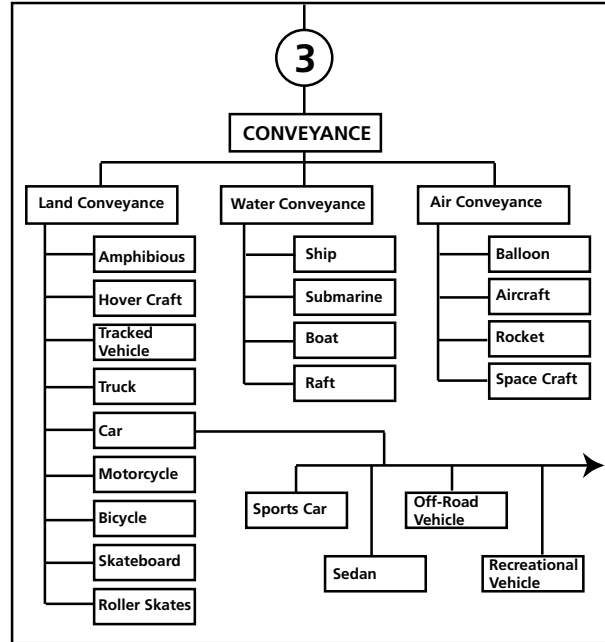 3
CONVEYANCE
Land Conveyance
Water Conveyance
Air Conveyance
Amphibious
Hover Craft
Tracked
Vehicle
Truck
Car
Motorcycle
Bicycle
Skateboard
Roller Skates
Ship
Submarine
Boat
Raft
Balloon
Aircraft
Rocket
Space Craft
Sports Car
Sedan
Off-Road
Vehicle
Recreational
Vehicle